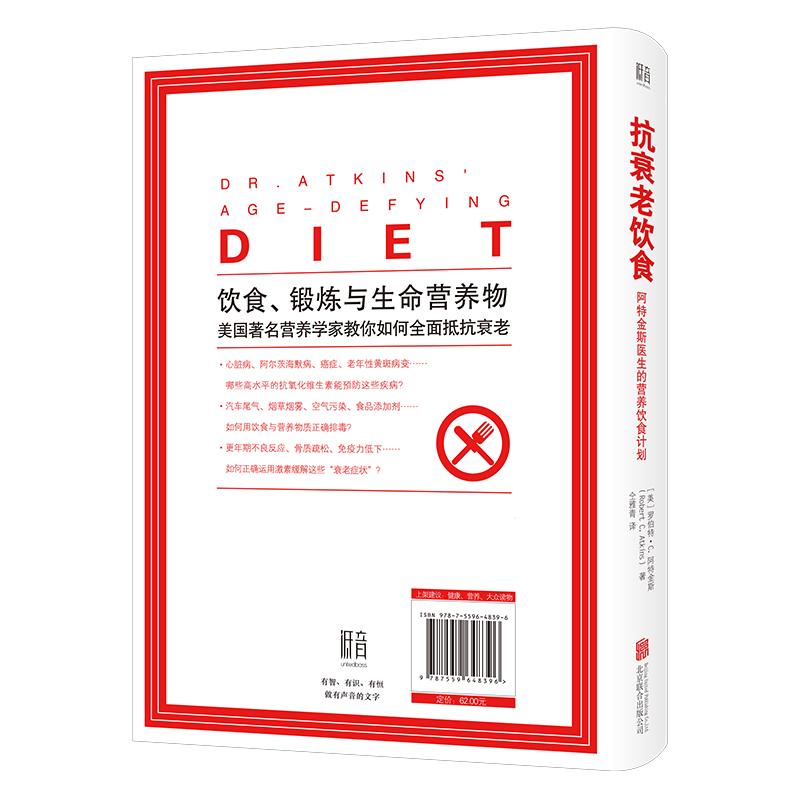 DR.ATKINS'
AGE-DEFYING
DIET
饮食、锻炼与生命营养物
美国著名营养学家教你如何全面抵抗衰老
·心脏病、阿尔茨海默病、癌症、老年性黄斑病变……
哪些高水平的抗氧化维生素能预防这些疾病?
·汽车尾气、烟草烟雾、空气污染、食品添加剂……
如何用饮食与营养物质正确排毒?
·更年期不良反应、骨质疏松、免疫力低下……
如何正确运用激素缓解这些“衰老症状”?
低音
unitedbass
有智、有识、有恒
做有声音的文字
上架建议:健康、营养、大众读物
ISBN 978-7-5596-4839-6
9 787559 648396>
定价:62.00元
低音
抗衰老饮食
阿特金斯医生的营养饮食计划
[美]罗伯特·C.阿特金斯
(Robert C. Atkins) 著
仝雅青 译
北京联合出版公司
Beijing United Publishing Co.,Ltd.